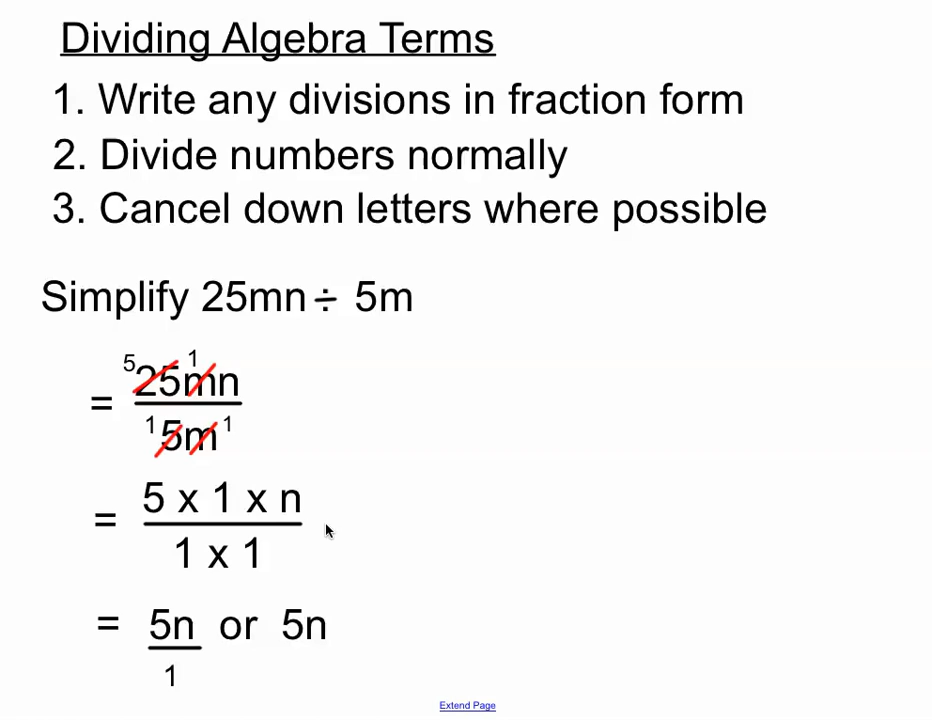 Dividing Algebra Terms
1. Write any divisions in fraction form
2. Divide numbers normally
3. Cancel down letters where possible
Simplify 25mn ÷ 5m
5 1
= 25mn
1 5m 1
= 5 x 1 x n
1 x 1
= 5n or 5n
1
Extend Page